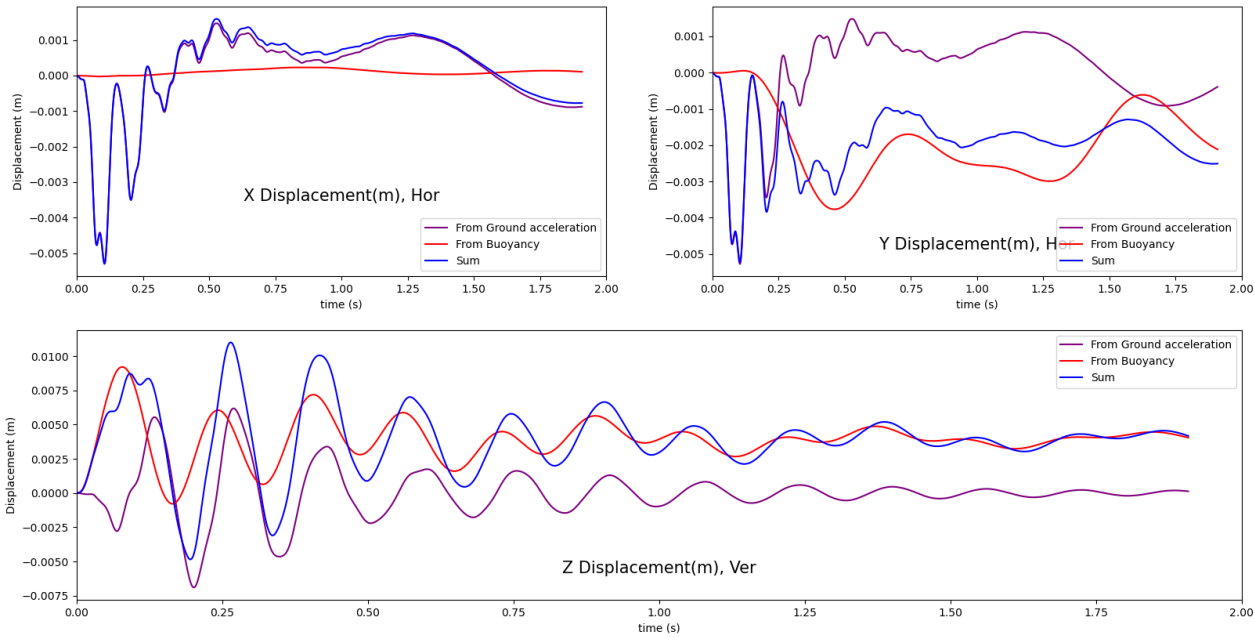 0.001
0.000
−0.001
−0.002
−0.003
−0.004
−0.005
Displacement (m)
X Displacement(m), Hor
From Ground acceleration
From Buoyancy
Sum
0.00 0.25 0.50 0.75 1.00 1.25 1.50 1.75 2.00
time (s)
0.001
0.000
−0.001
−0.002
−0.003
−0.004
−0.005
Displacement (m)
Y Displacement(m), Hor
From Ground acceleration
From Buoyancy
Sum
0.00 0.25 0.50 0.75 1.00 1.25 1.50 1.75 2.00
time (s)
0.0100
0.0075
0.0050
0.0025
0.0000
−0.0025
−0.0050
−0.0075
Displacement (m)
From Ground acceleration
From Buoyancy
Sum
Z Displacement(m), Ver
0.00 0.25 0.50 0.75 1.00 1.25 1.50 1.75 2.00
time (s)